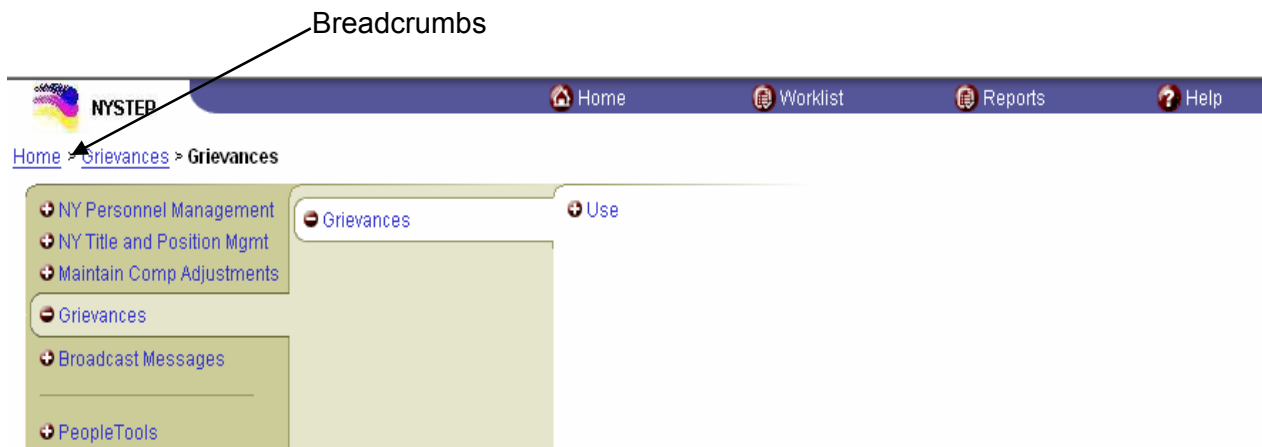 Breadcrumbs
NYSTEP
Home
Worklist
Reports
Help
Home > Grievances > Grievances
NY Personnel Management
NY Title and Position Mgmt
Maintain Comp Adjustments
Grievances
Broadcast Messages
PeopleTools
Grievances
Use